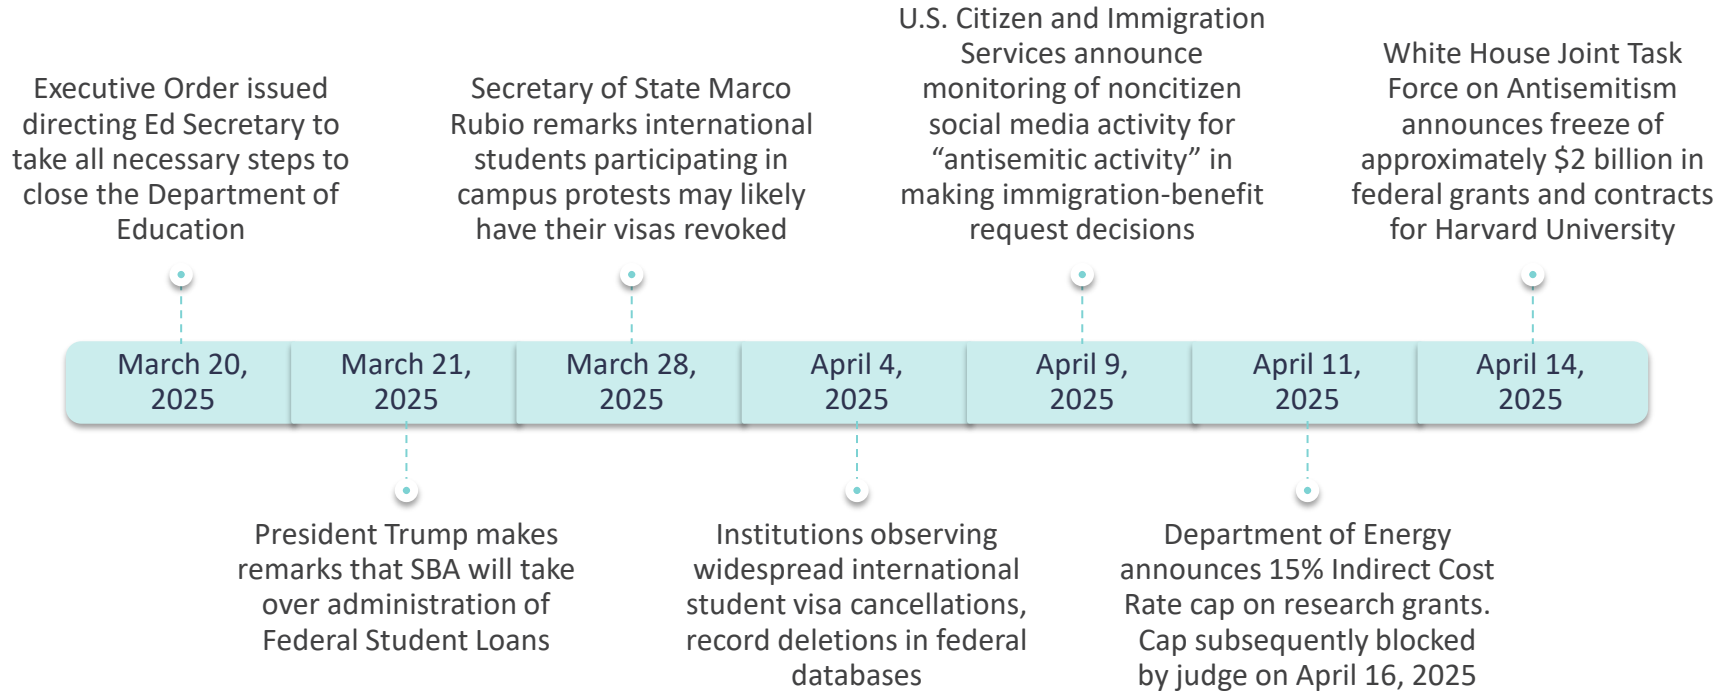 Executive Order issued
directing Ed Secretary to
take all necessary steps to
close the Department of
Education
Secretary of State Marco
Rubio remarks international
students participating in
campus protests may likely
have their visas revoked
U.S. Citizen and Immigration
Services announce
monitoring of noncitizen
social media activity for
“antisemitic activity” in
making immigration-benefit
request decisions
White House Joint Task
Force on Antisemitism
announces freeze of
approximately $2 billion in
federal grants and contracts
for Harvard University
March 20,
2025
March 21,
2025
March 28,
2025
April 4,
2025
April 9,
2025
April 11,
2025
April 14,
2025
President Trump makes
remarks that SBA will take
over administration of
Federal Student Loans
Institutions observing
widespread international
student visa cancellations,
record deletions in federal
databases
Department of Energy
announces 15% Indirect Cost
Rate cap on research grants.
Cap subsequently blocked
by judge on April 16, 2025